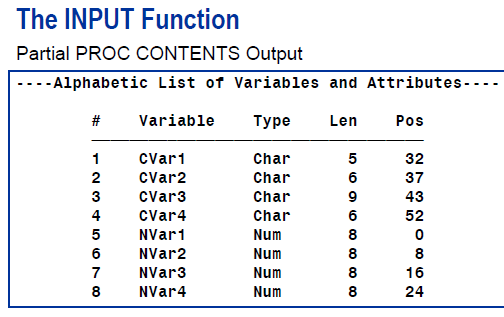 The INPUT Function
Partial PROC CONTENTS Output
----Alphabetic List of Variables and Attributes----
# Variable Type Len Pos
1 CVar1 Char 5 32
2 CVar2 Char 6 37
3 CVar3 Char 9 43
4 CVar4 Char 6 52
5 NVar1 Num 8 0
6 NVar2 Num 8 8
7 NVar3 Num 8 16
8 NVar4 Num 8 24